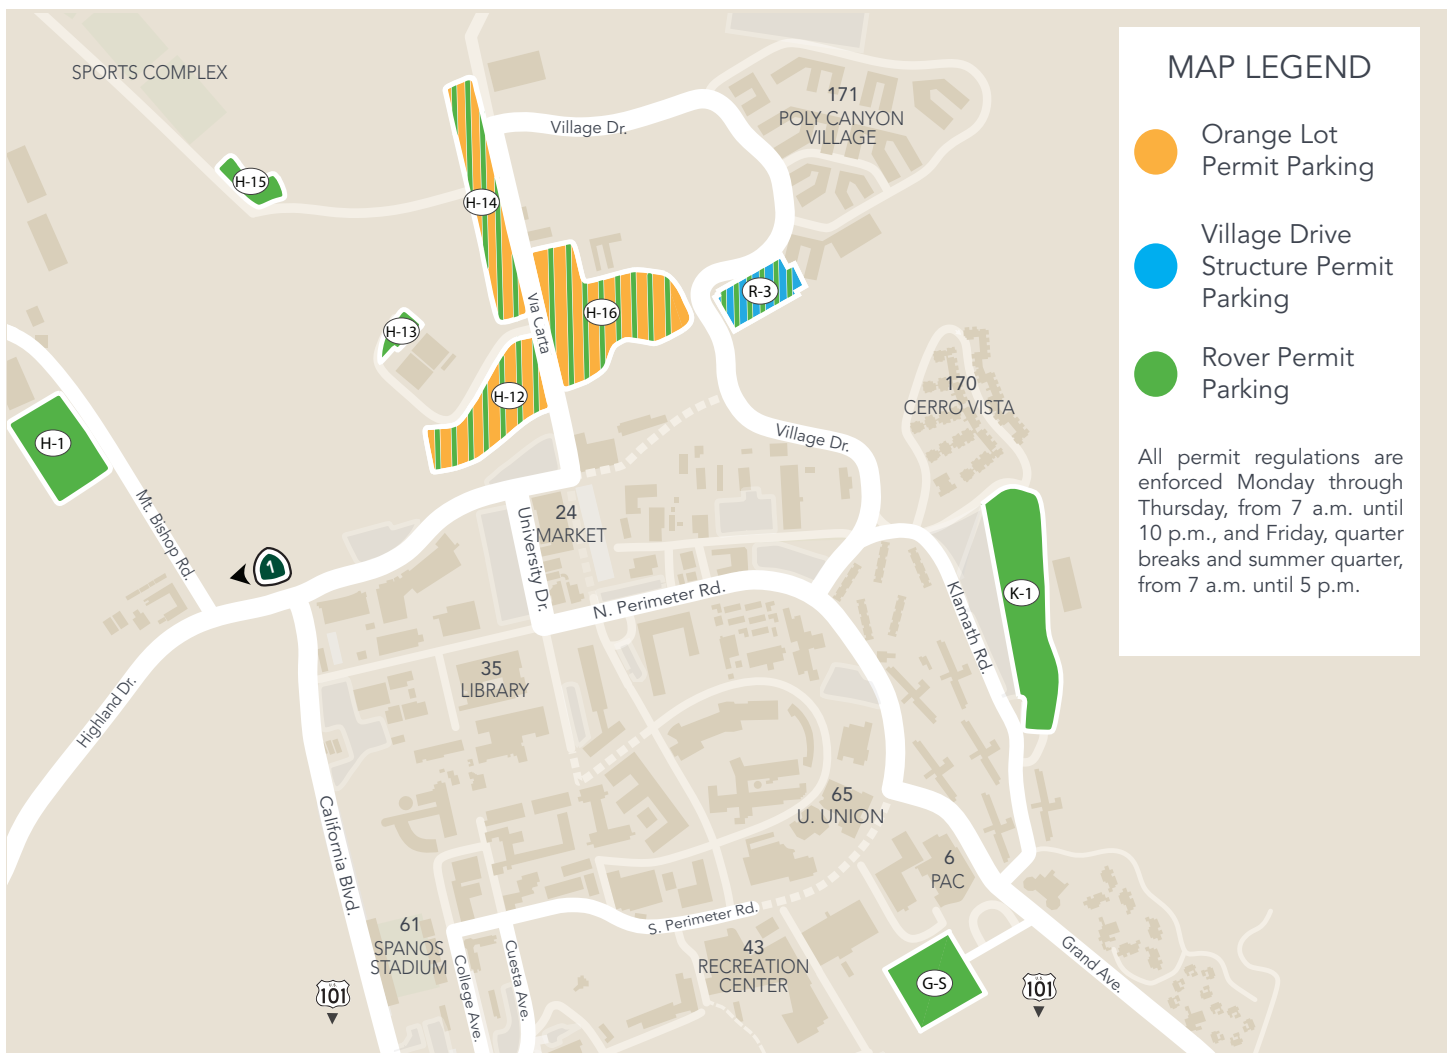 SPORTS COMPLEX
H-15
H-14
Village Dr.
171
POLY CANYON
VILLAGE
R-3
H-16
Via Carta
H-13
H-12
H-1
Mt. Bishop Rd.
1
Highland Dr.
170
CERRO VISTA
Village Dr.
24
MARKET
University Dr.
N. Perimeter Rd.
Klamath Rd.
K-1
35
LIBRARY
California Blvd.
65
U. UNION
6
PAC
61
SPANOS
STADIUM
S. Perimeter Rd.
College Ave.
Cuesta Ave.
43
RECREATION
CENTER
G-S
Grand Ave.
U.S.
101
U.S.
101
MAP LEGEND
Orange Lot
Permit Parking
Village Drive
Structure Permit
Parking
Rover Permit
Parking
All permit regulations are
enforced Monday through
Thursday, from 7 a.m. until
10 p.m., and Friday, quarter
breaks and summer quarter,
from 7 a.m. until 5 p.m.